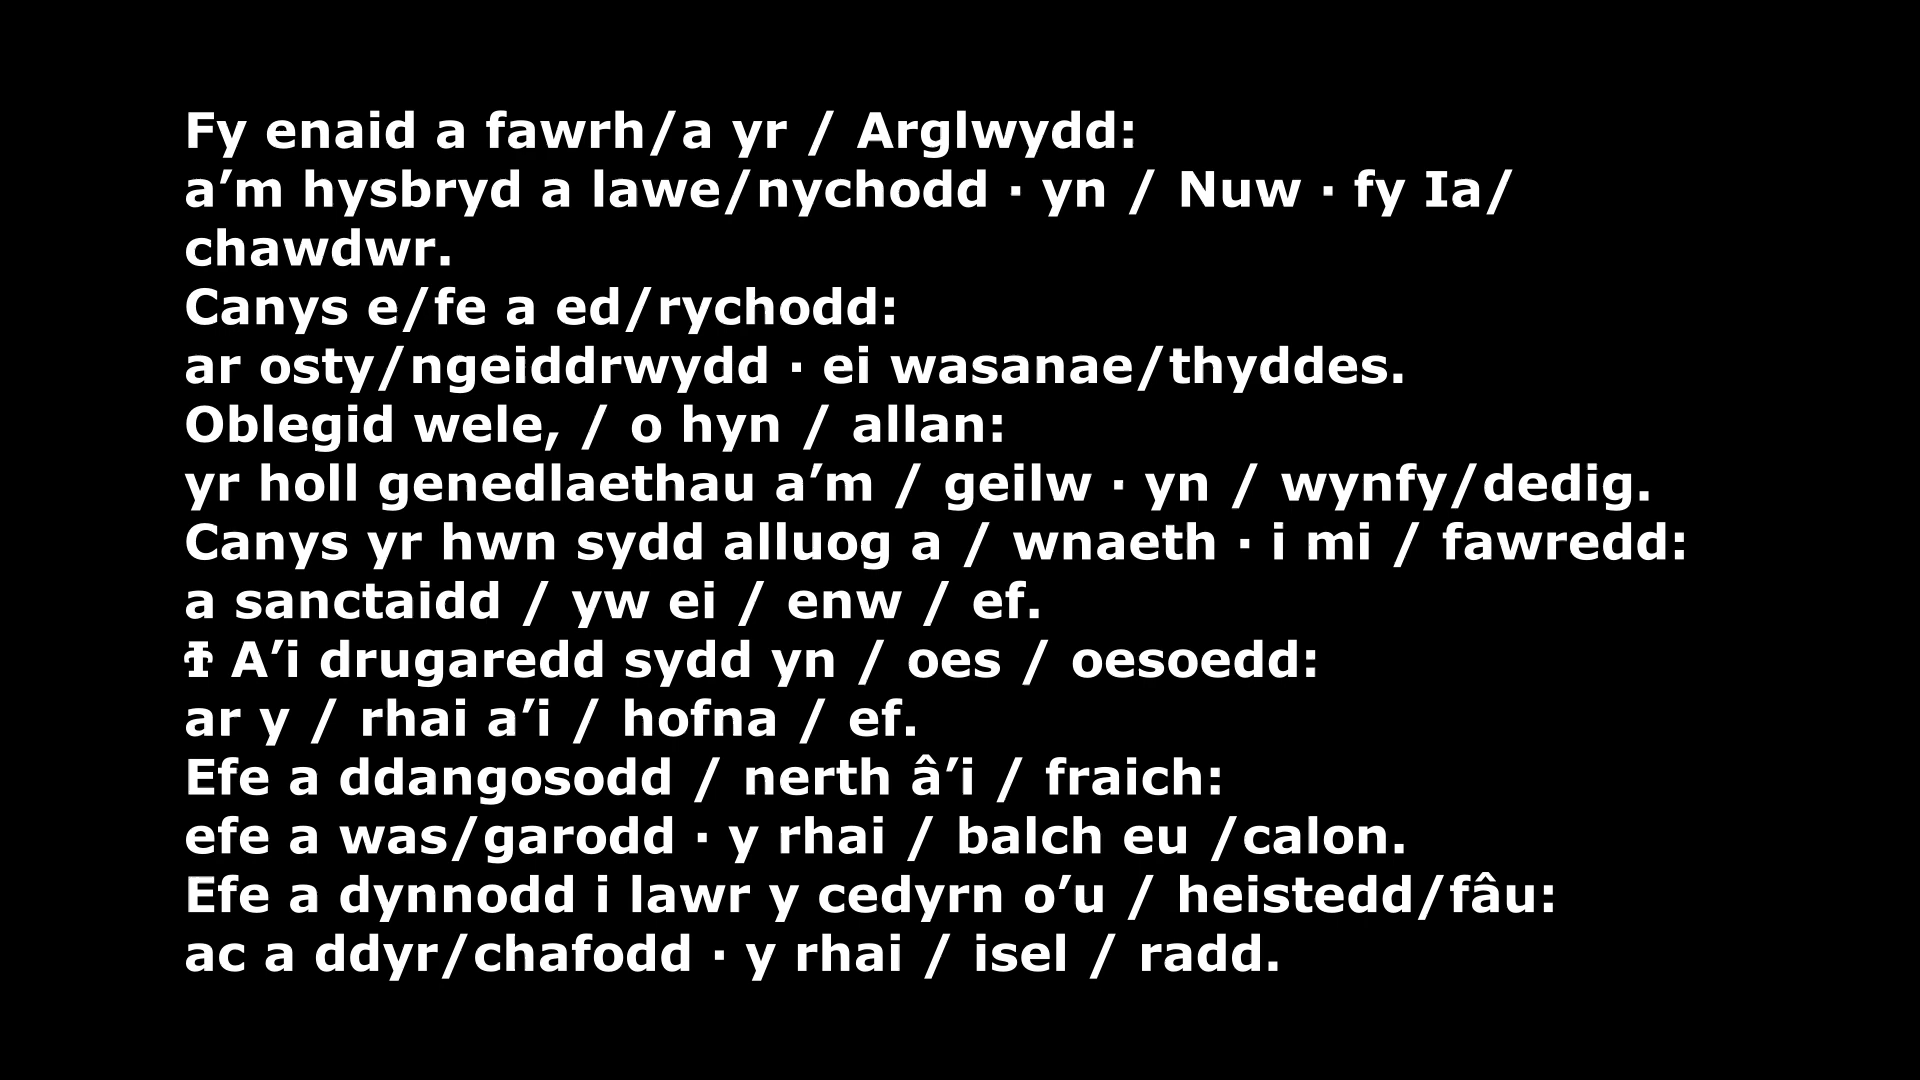 Fy enaid a fawrh/a yr / Arglwydd:
a’m hysbryd a lawe/nychodd · yn / Nuw · fy Ia/
chawdwr.
Canys e/fe a ed/rychodd:
ar osty/ngeiddrwydd · ei wasanae/thyddes.
Oblegid wele, / o hyn / allan:
yr holl genedlaethau a’m / geilw · yn / wynfy/dedig.
Canys yr hwn sydd alluog a / wnaeth · i mi / fawredd:
a sanctaidd / yw ei / enw / ef.
A’i drugaredd sydd yn / oes / oesoedd:
ar y / rhai a’i / hofna / ef.
Efe a ddangosodd / nerth â’i / fraich:
efe a was/garodd · y rhai / balch eu /calon.
Efe a dynnodd i lawr y cedyrn o’u / heistedd/fâu:
ac a ddyr/chafodd · y rhai / isel / radd.